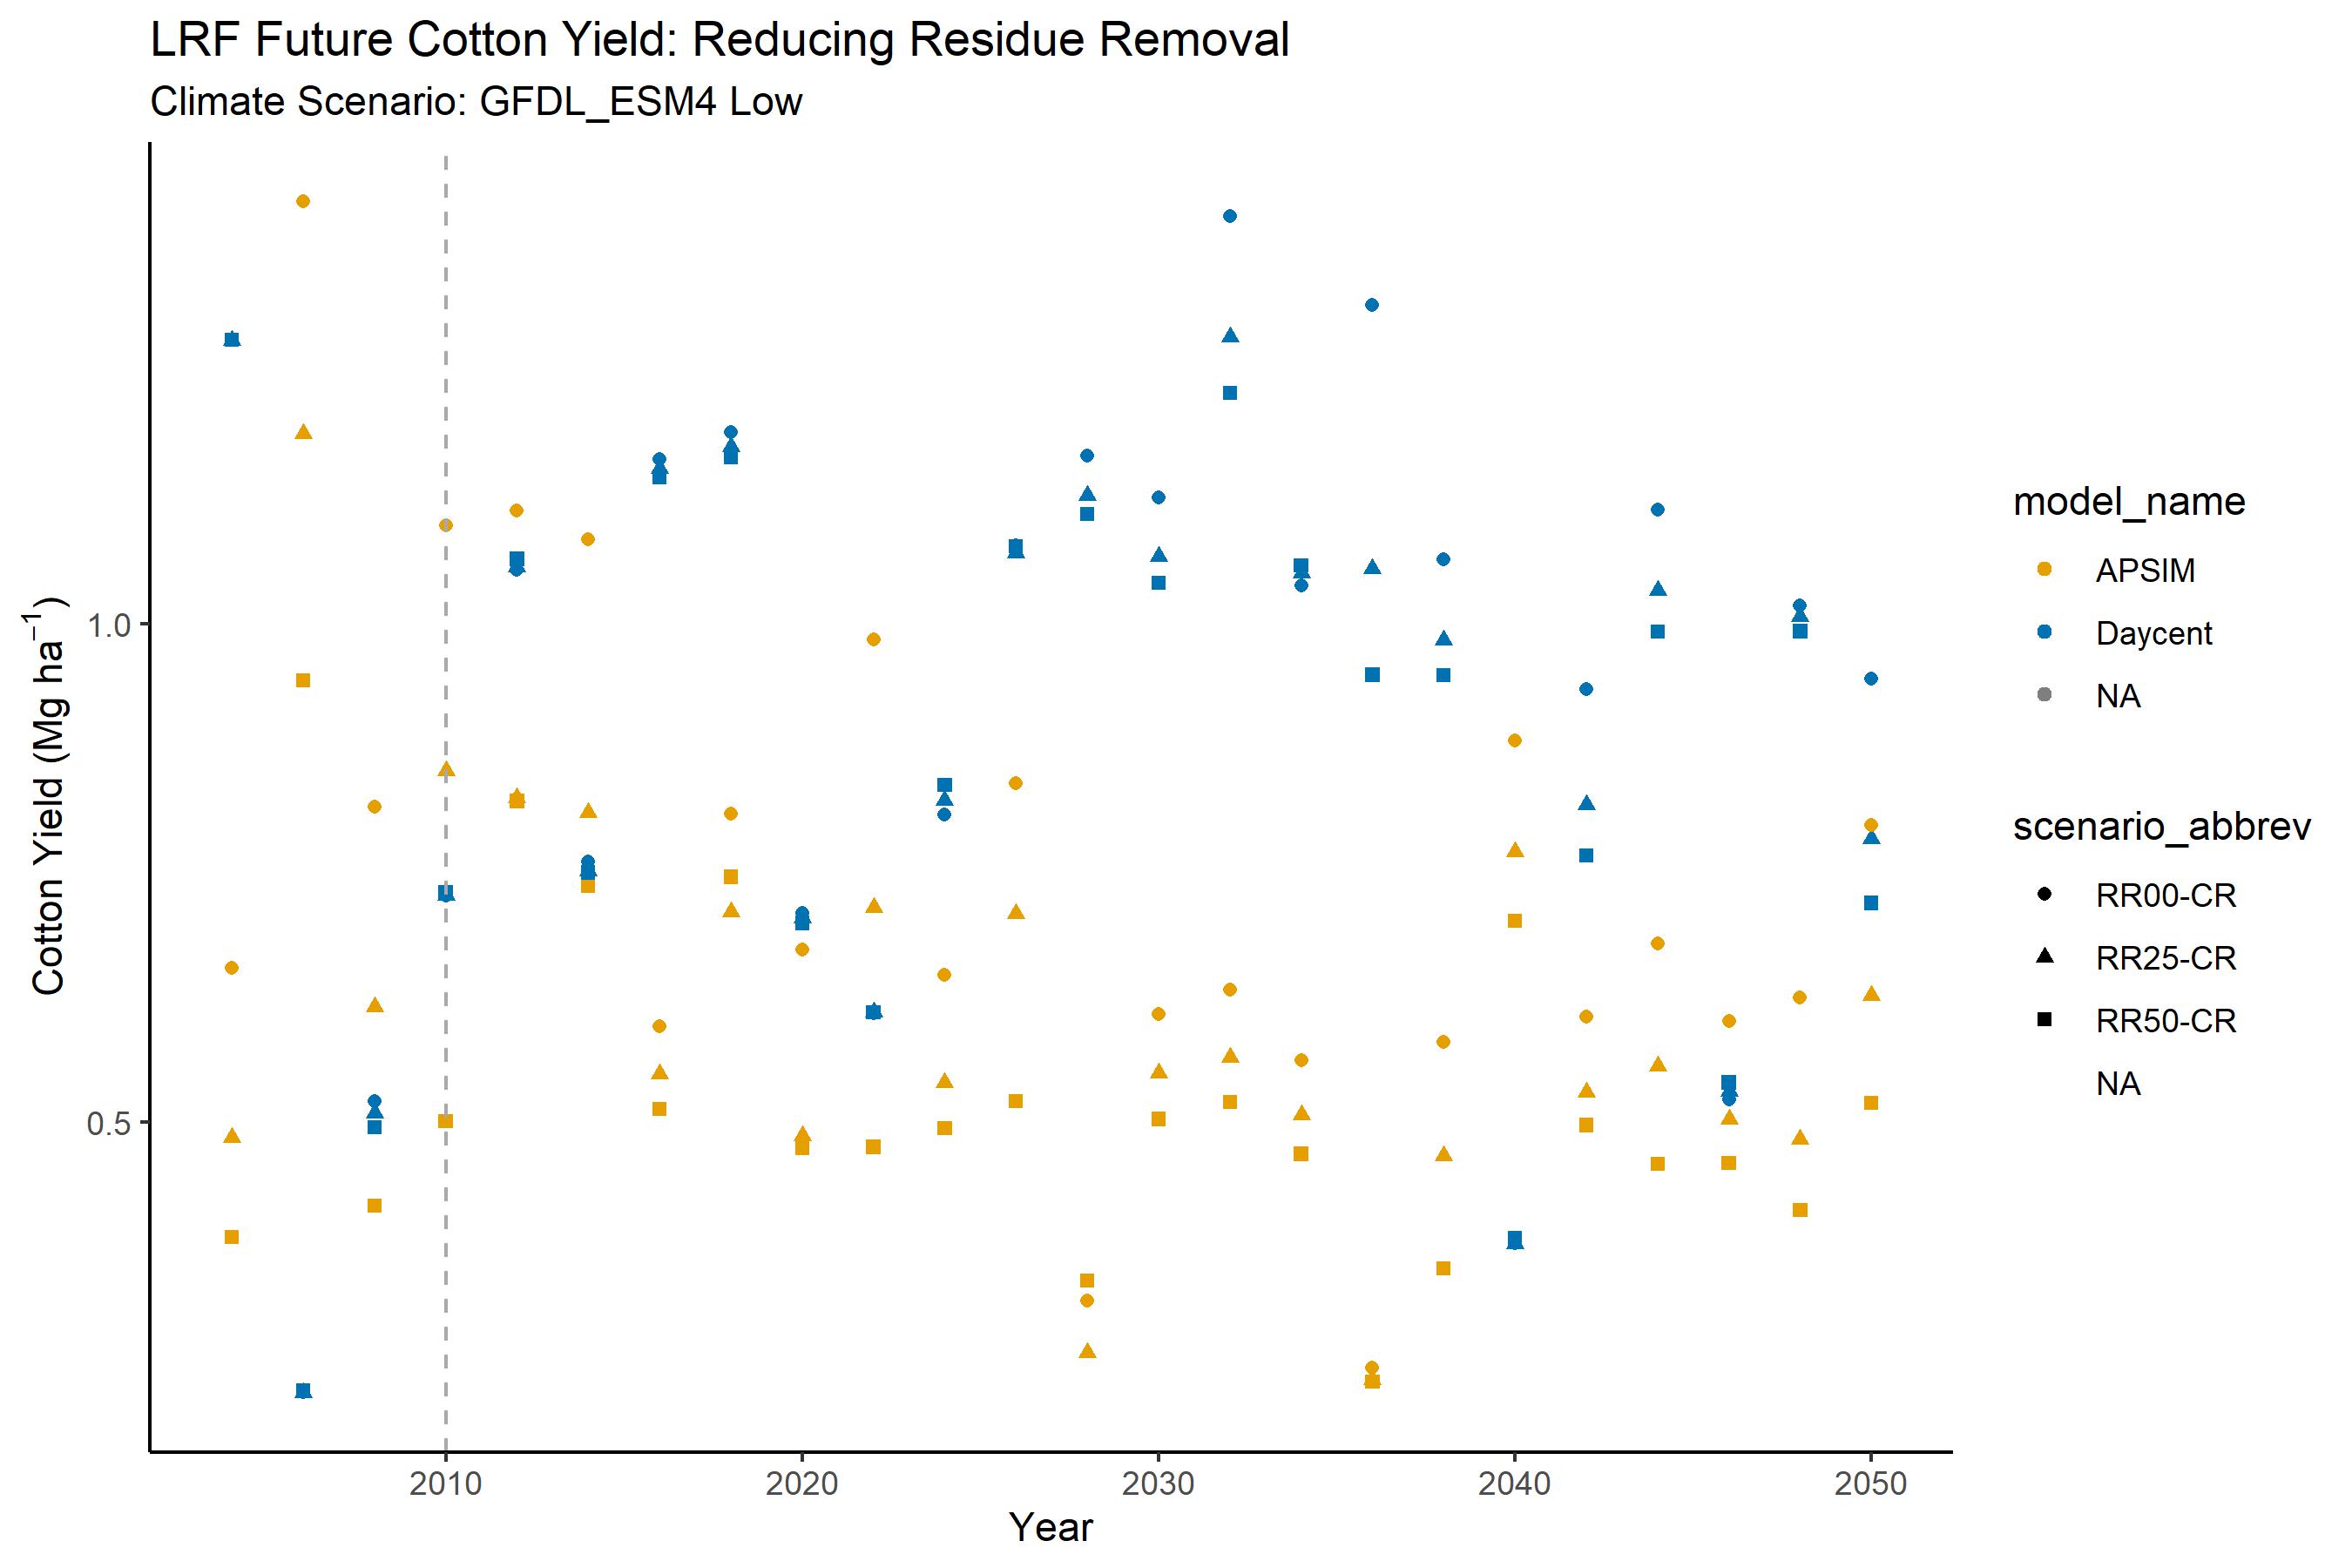 LRF Future Cotton Yield: Reducing Residue Removal
Climate Scenario: GFDL_ESM4 Low
Cotton Yield (Mg ha⁻¹)
1.0
0.5
2010
2020
2030
2040
2050
Year
model_name
APSIM
Daycent
NA
scenario_abbrev
RR00-CR
RR25-CR
RR50-CR
NA